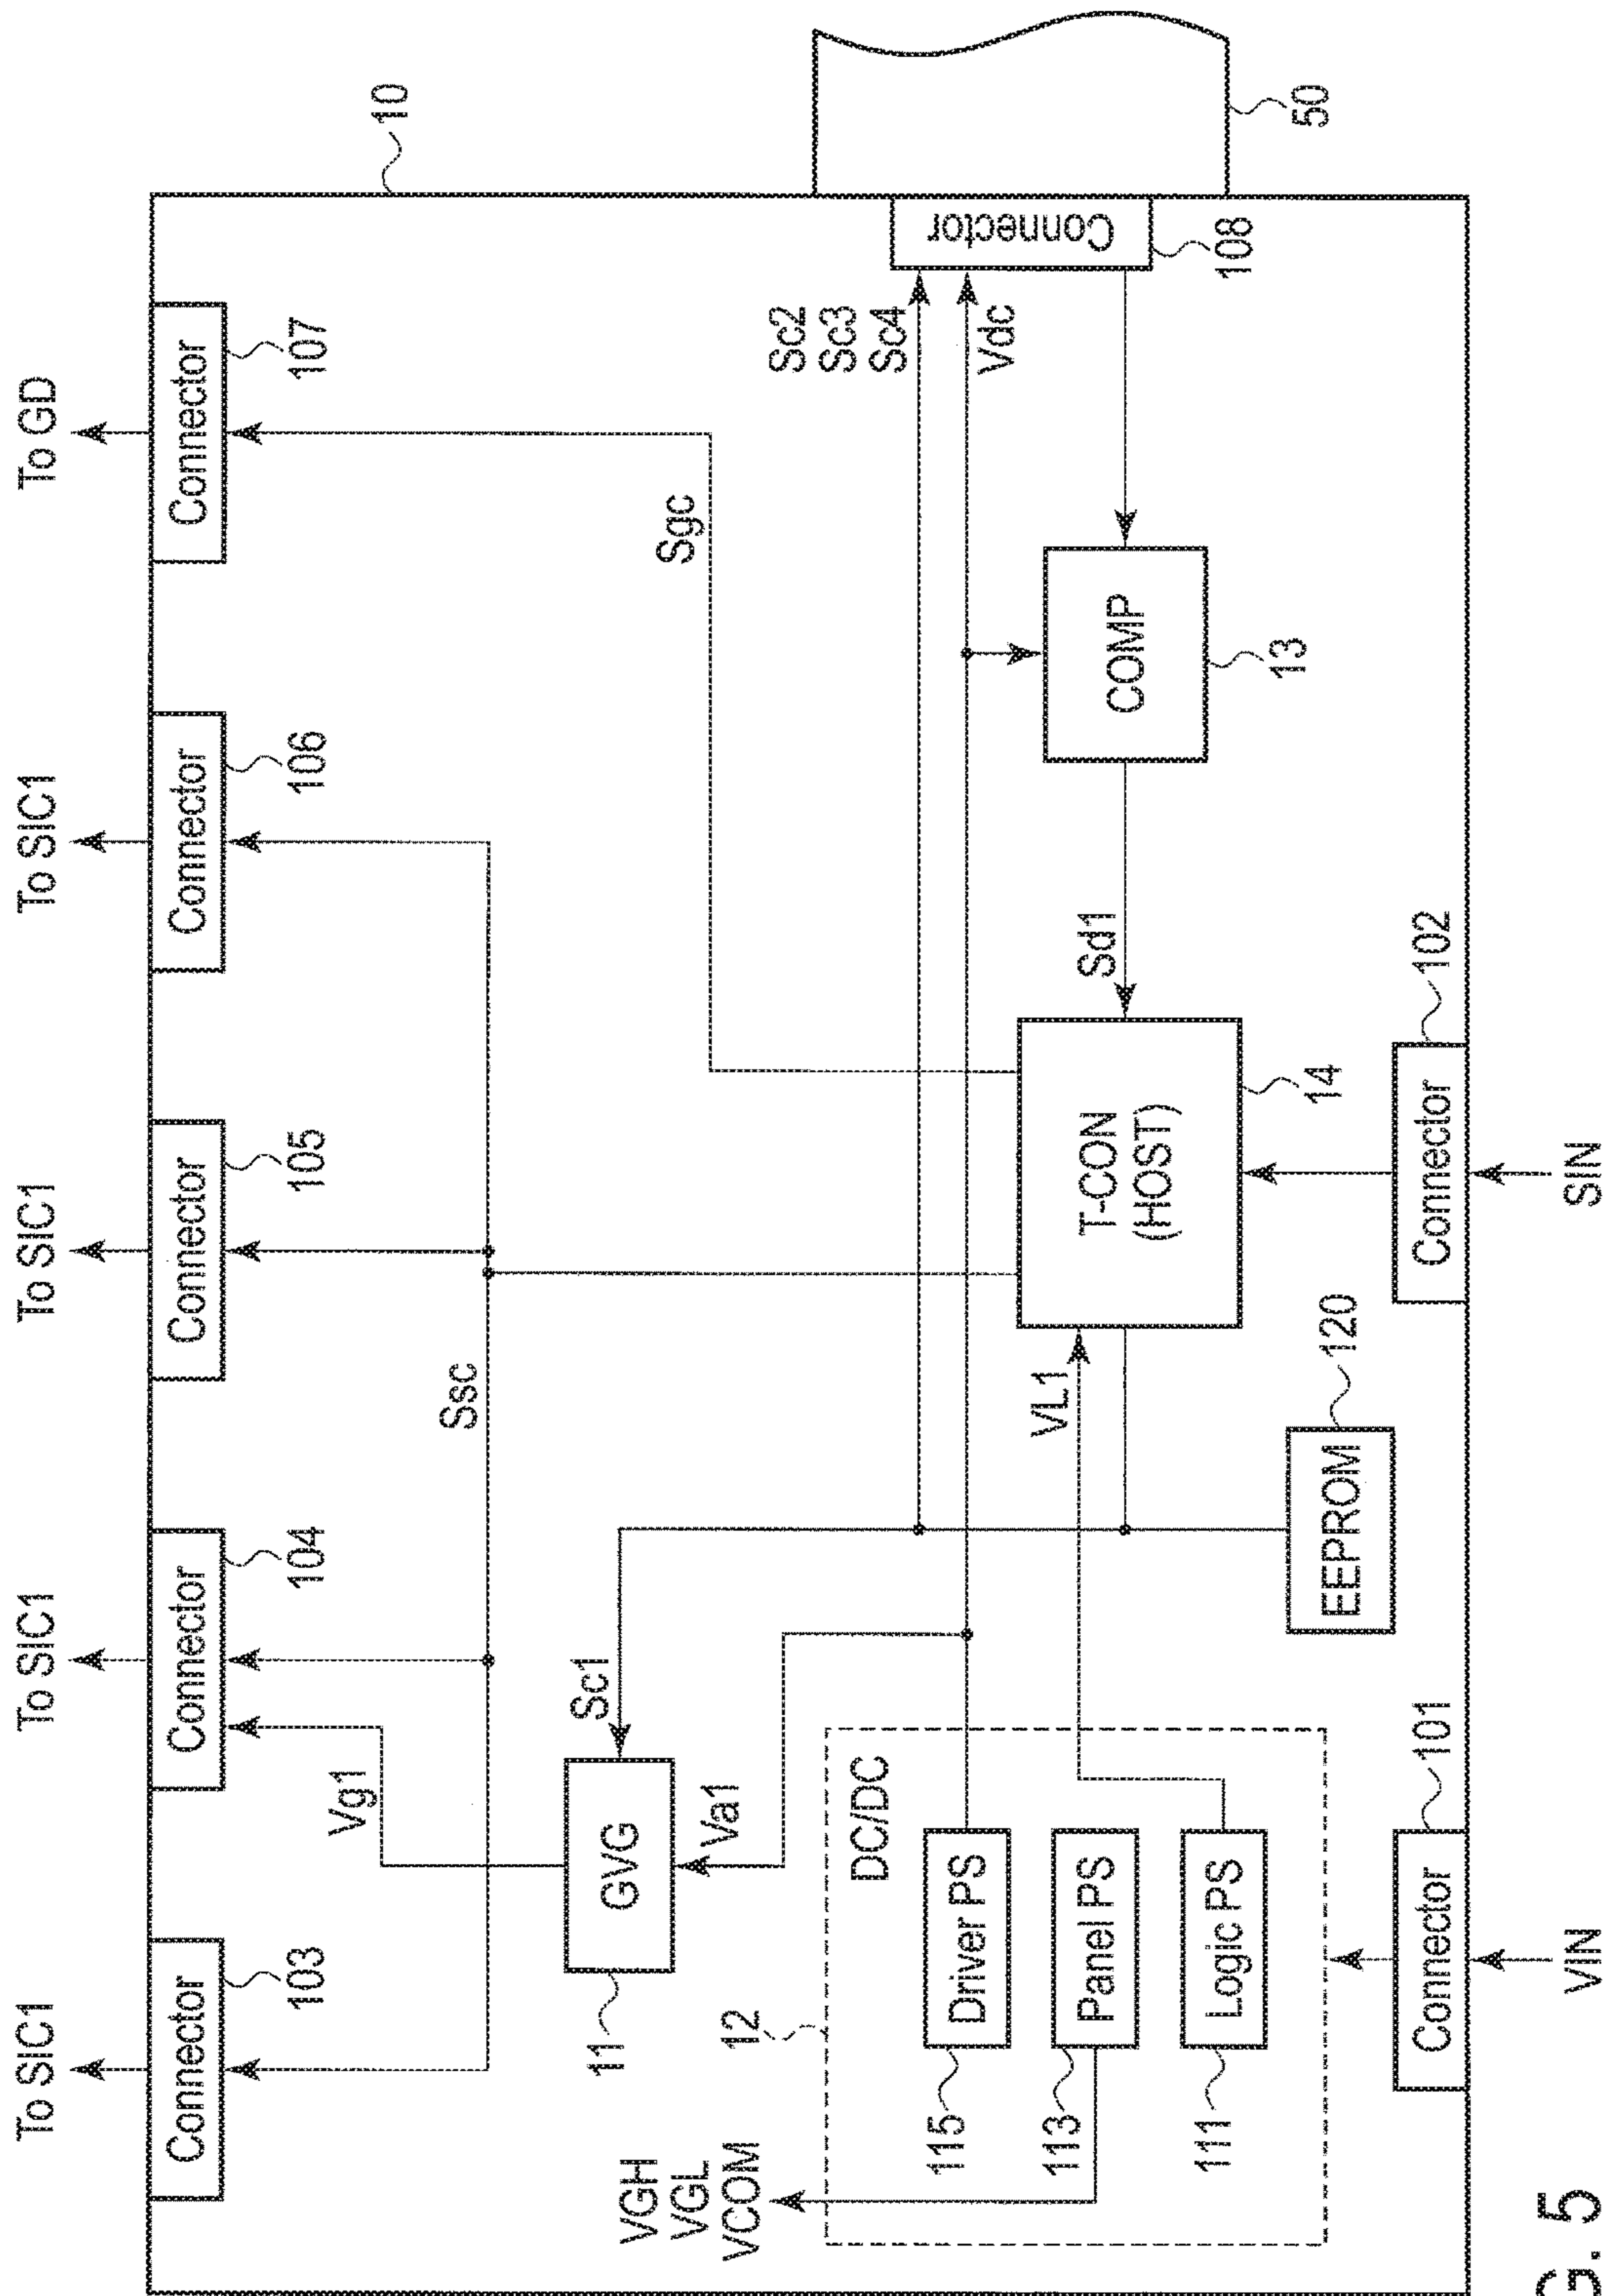 To SIC1
To SIC1
To SIC1
To SIC1
To GD
Connector
103
Connector
104
Connector
105
Connector
106
Connector
107
10
Vg1
Ssc
Sgc
GVG
11
Sc1
Va1
VGH
VGL
VCOM
12
DC/DC
Driver PS
115
Panel PS
113
Logic PS
111
VL1
T-CON
(HOST)
14
Sd1
COMP
13
Sc2
Sc3
Sc4
Vdc
Connector
108
50
EEPROM
120
Connector
101
Connector
102
VIN
SIN
G. 5